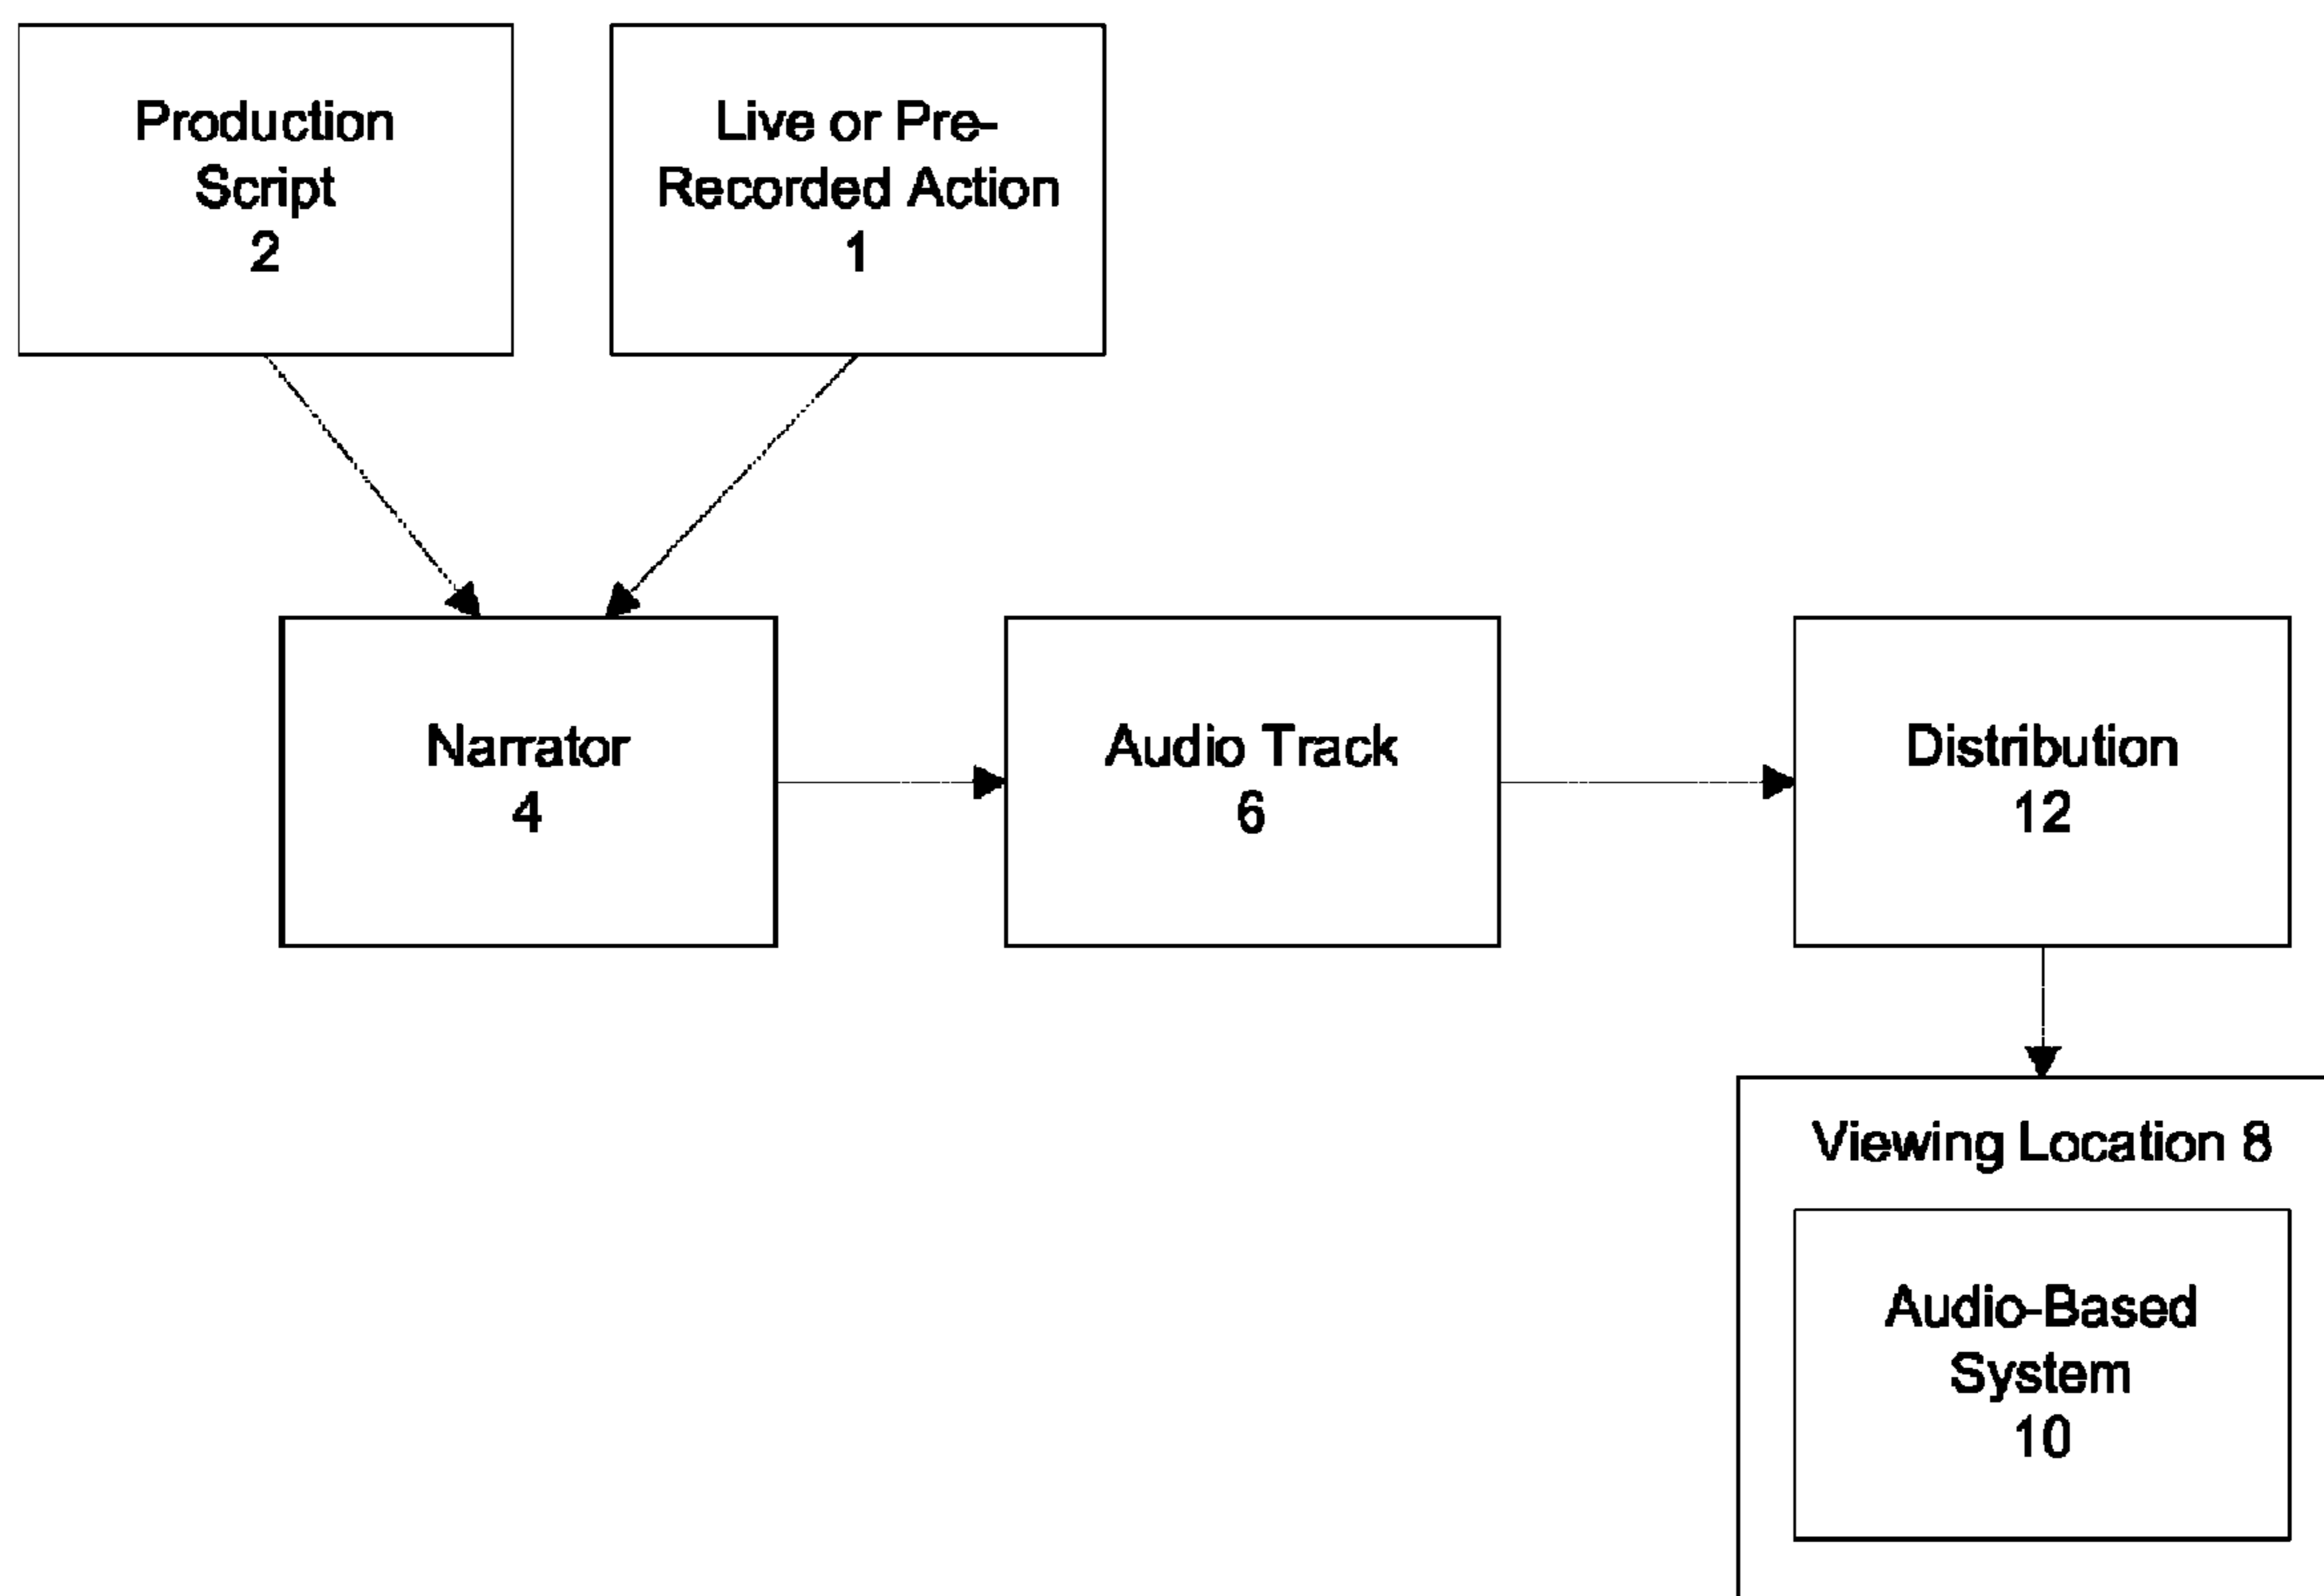 Production
Script
2
Live or Pre-
Recorded Action
1
Narrator
4
Audio Track
6
Distribution
12
Viewing Location 8
Audio-Based
System
10